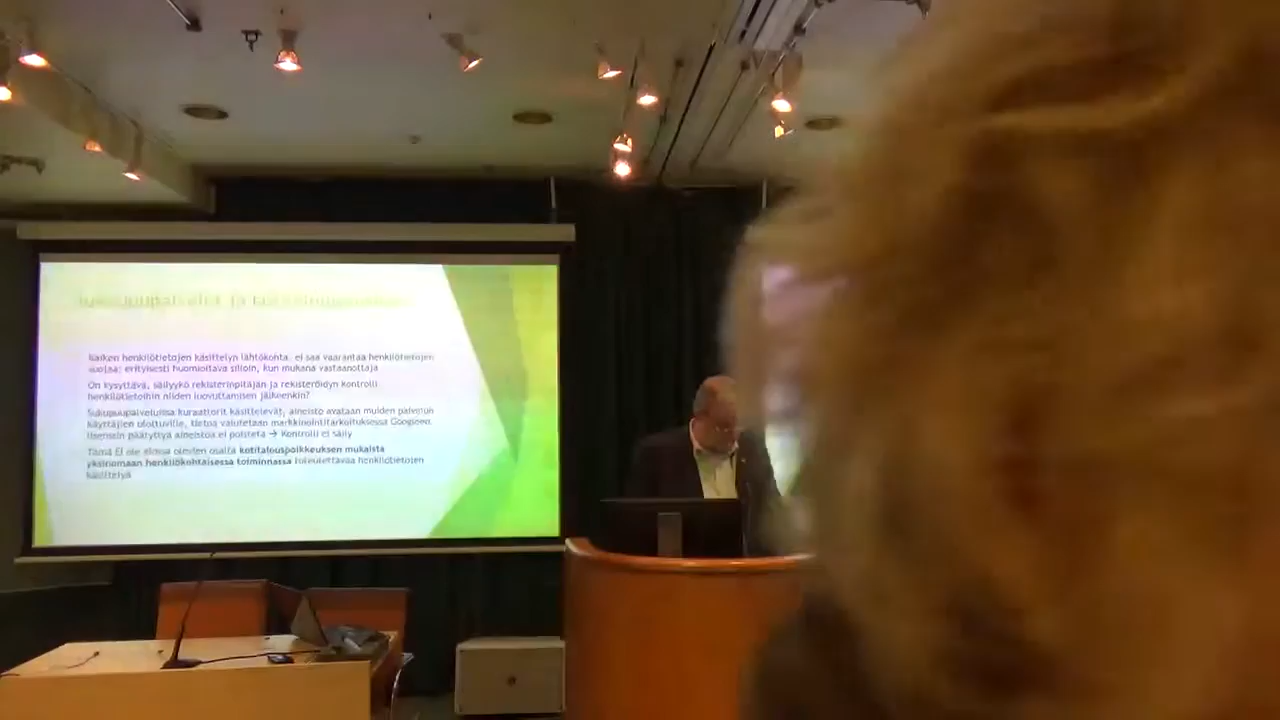 Kaiken henkilötietojen käsittelyn lähtökohta: ei saa vaarantaa henkilötietojen
suojaa: erityisesti huomioitava silloin, kun mukana vastaanottaja
On kysyttävä, säilyykö rekisterinpitäjän ja rekisteröidyn kontrolli
henkilötietoihin niiden luovuttamisen jälkeenkin?
Sukupuupalveluissa kuraattorit käsittelevät, aineisto avataan muiden palvelun
käyttäjien ulottuville, tietoa valutetaan markkinointitarkoituksessa Googleen.
lisenssin päätyttyä aineistoa ei poisteta → Kontrolli ei säily
Tämä Ei ole elossa olevien osalta kotitalouspoikkeuksen mukaista
yksinomaan henkilökohtaisessa toiminnassa toteutettavaa henkilötietojen
käsittelyä